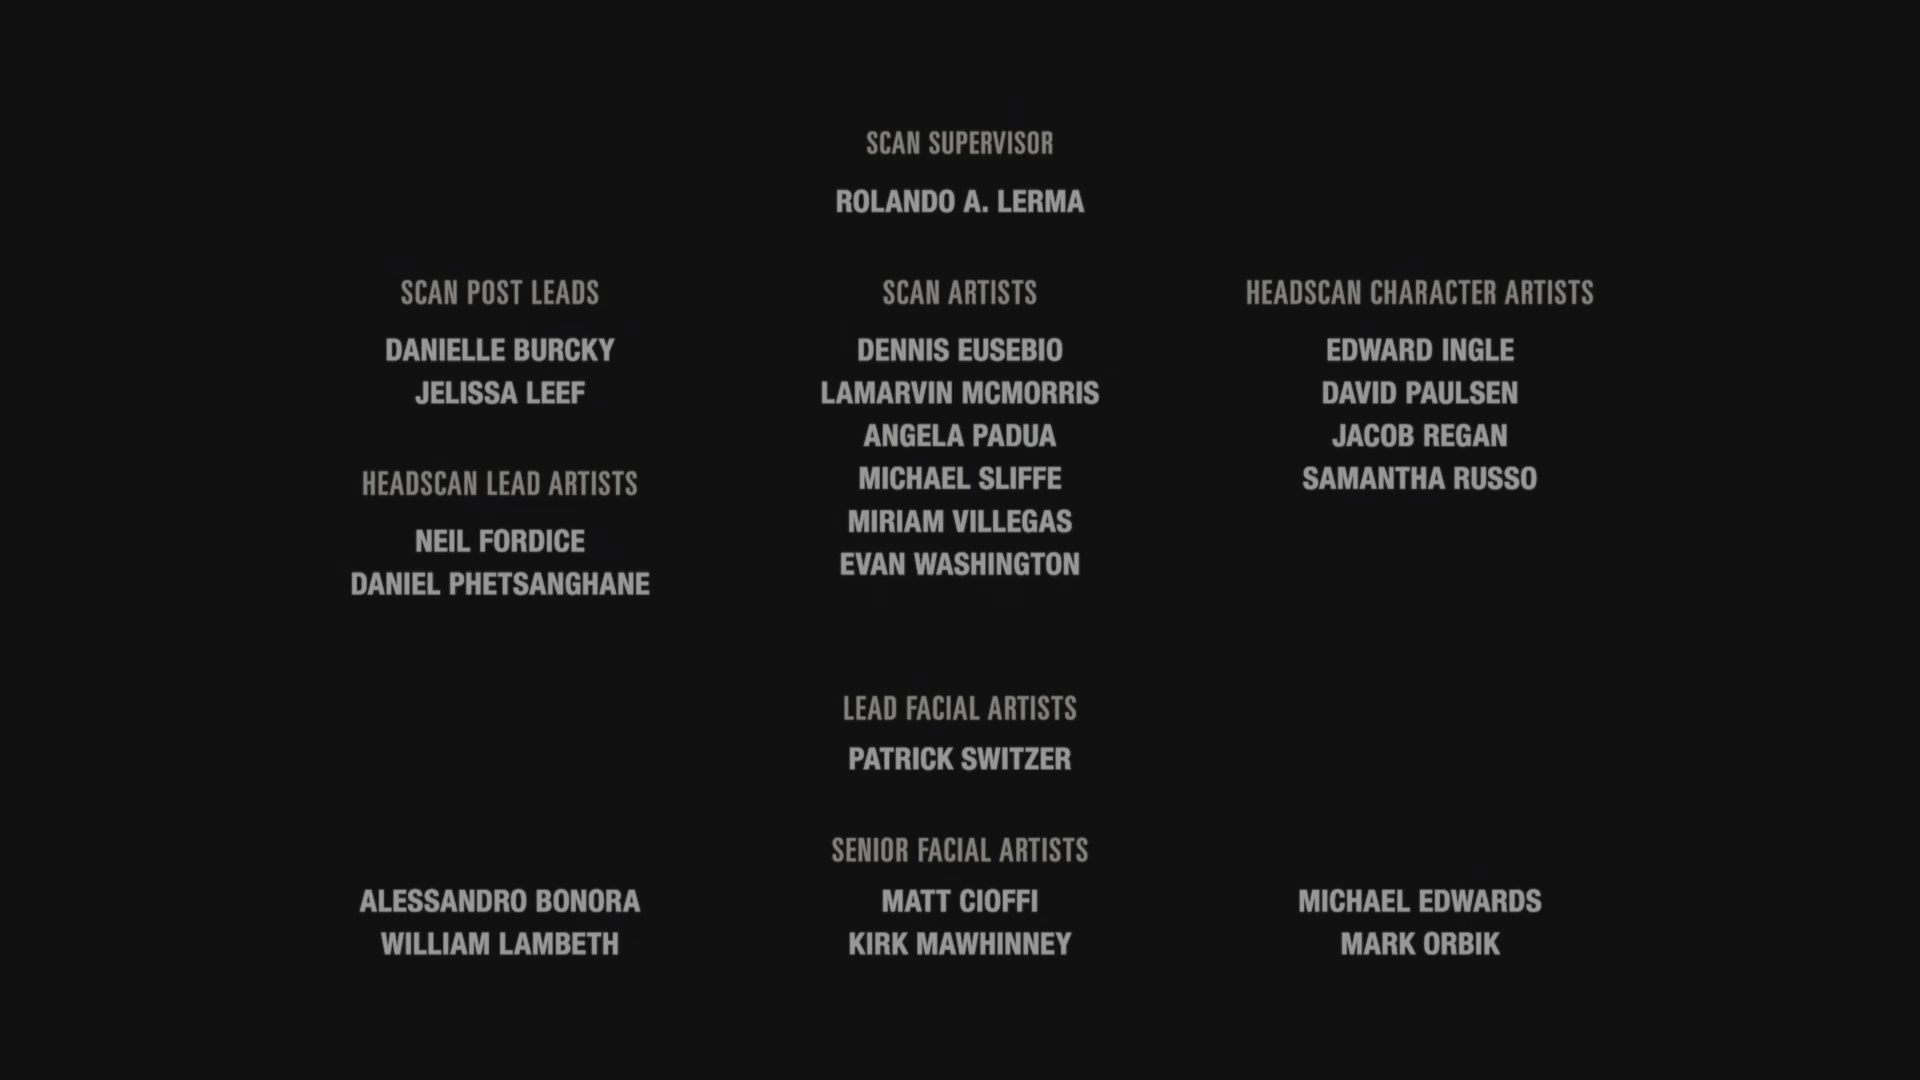 SCAN SUPERVISOR
ROLANDO A. LERMA
SCAN POST LEADS
DANIELLE BURCKY
JELISSA LEEF
HEADSCAN LEAD ARTISTS
NEIL FORDICE
DANIEL PHETSANGHANE
SCAN ARTISTS
DENNIS EUSEBIO
LAMARVIN MCMORRIS
ANGELA PADUA
MICHAEL SLIFFE
MIRIAM VILLEGAS
EVAN WASHINGTON
HEADSCAN CHARACTER ARTISTS
EDWARD INGLE
DAVID PAULSEN
JACOB REGAN
SAMANTHA RUSSO
LEAD FACIAL ARTISTS
PATRICK SWITZER
SENIOR FACIAL ARTISTS
ALESSANDRO BONORA
WILLIAM LAMBETH
MATT CIOFFI
KIRK MAWHINNEY
MICHAEL EDWARDS
MARK ORBIK